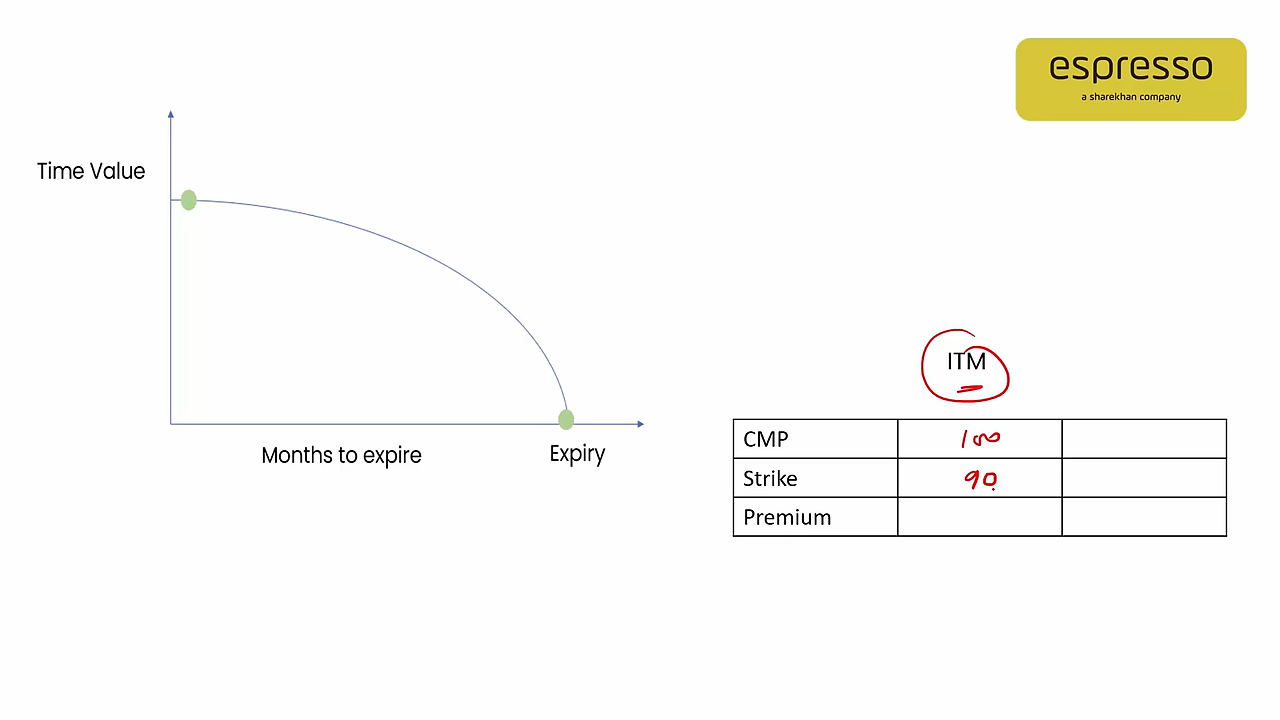 espresso
a sharekhan company
Time Value
Months to expire
Expiry
ITM
CMP 100
Strike 90
Premium